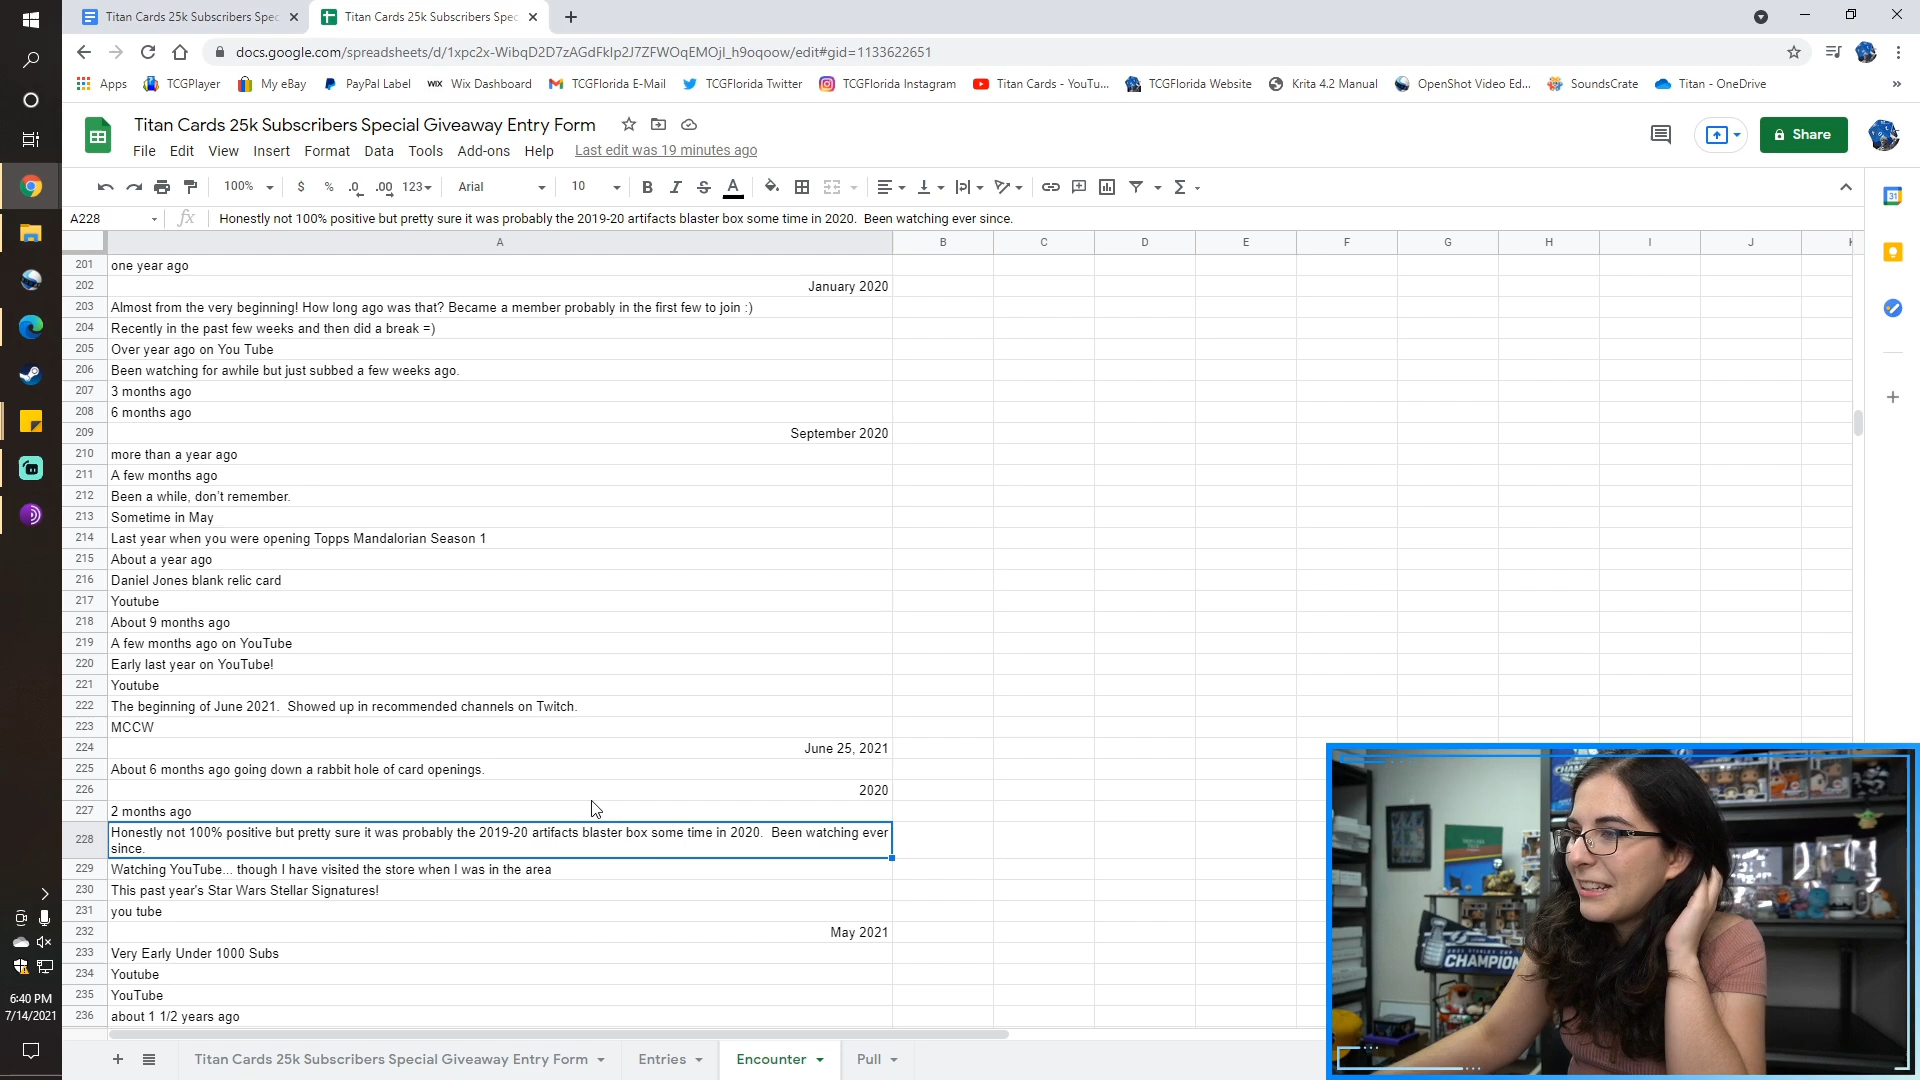 Titan Cards 25k Subscribers Spec
Titan Cards 25k Subscribers Spec
docs.google.com/spreadsheets/d/1xpc2x-WibqD2D7zAGdFklp2J7ZFWOqEMOjl_h9oqoow/edit#gid=1133622651
Apps TCGPlayer My eBay PayPal Label WIX Wix Dashboard TCGFlorida E-Mail TCGFlorida Twitter TCGFlorida Instagram Titan Cards - YouTu... TCGFlorida Website Krita 4.2 Manual OpenShot Video Ed... SoundsCrate Titan - OneDrive
Titan Cards 25k Subscribers Special Giveaway Entry Form
Share
File Edit View Insert Format Data Tools Add-ons Help Last edit was 19 minutes ago
100% $ % .0 .00 123 Arial 10 B I S A
A228 fx Honestly not 100% positive but pretty sure it was probably the 2019-20 artifacts blaster box some time in 2020.  Been watching ever since.
A B C D E F G H I J
201 one year ago
202 January 2020
203 Almost from the very beginning! How long ago was that? Became a member probably in the first few to join :)
204 Recently in the past few weeks and then did a break =)
205 Over year ago on You Tube
206 Been watching for awhile but just subbed a few weeks ago.
207 3 months ago
208 6 months ago
209 September 2020
210 more than a year ago
211 A few months ago
212 Been a while, don't remember.
213 Sometime in May
214 Last year when you were opening Topps Mandalorian Season 1
215 About a year ago
216 Daniel Jones blank relic card
217 Youtube
218 About 9 months ago
219 A few months ago on YouTube
220 Early last year on YouTube!
221 Youtube
222 The beginning of June 2021.  Showed up in recommended channels on Twitch.
223 MCCW
224 June 25, 2021
225 About 6 months ago going down a rabbit hole of card openings.
226 2020
227 2 months ago
228 Honestly not 100% positive but pretty sure it was probably the 2019-20 artifacts blaster box some time in 2020.  Been watching ever
since.
229 Watching YouTube... though I have visited the store when I was in the area
230 This past year's Star Wars Stellar Signatures!
231 you tube
232 May 2021
233 Very Early Under 1000 Subs
234 Youtube
235 YouTube
236 about 1 1/2 years ago
Titan Cards 25k Subscribers Special Giveaway Entry Form Entries Encounter Pull
6:40 PM
7/14/2021
31
CHAMPION